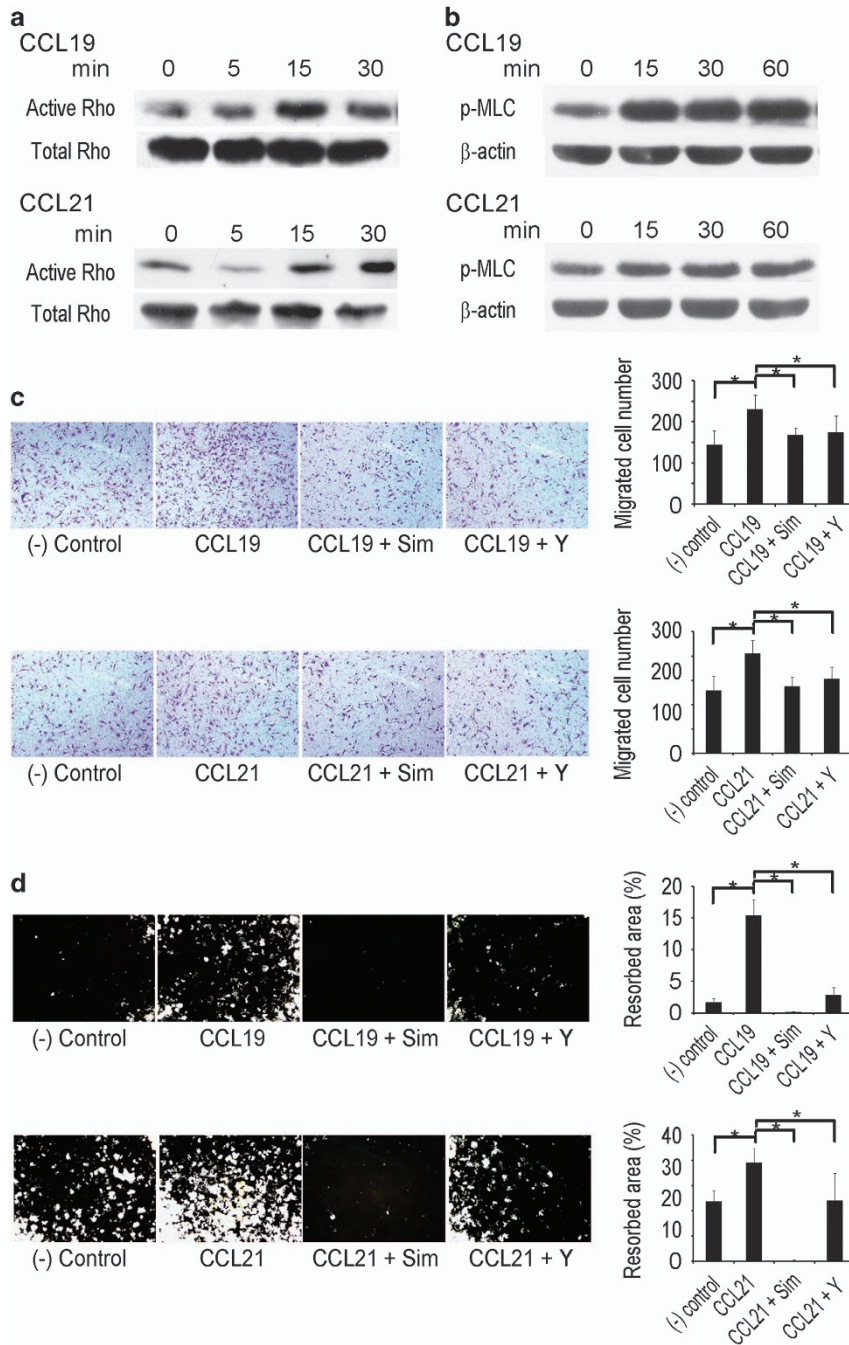 a
CCL19
min 0 5 15 30
Active Rho
Total Rho
CCL21
min 0 5 15 30
Active Rho
Total Rho
b
CCL19
min 0 15 30 60
p-MLC
β-actin
CCL21
min 0 15 30 60
p-MLC
β-actin
c
(-) Control CCL19 CCL19 + Sim CCL19 + Y
Migrated cell number
300
200
100
0
* * *
(-) control
CCL19
CCL19 + Sim
CCL19 + Y
(-) Control CCL21 CCL21 + Sim CCL21 + Y
Migrated cell number
300
200
100
0
* * *
(-) control
CCL21
CCL21 + Sim
CCL21 + Y
d
(-) Control CCL19 CCL19 + Sim CCL19 + Y
Resorbed area (%)
20
15
10
5
0
* * *
(-) control
CCL19
CCL19 + Sim
CCL19 + Y
(-) Control CCL21 CCL21 + Sim CCL21 + Y
Resorbed area (%)
40
30
20
10
0
* * *
(-) control
CCL21
CCL21 + Sim
CCL21 + Y